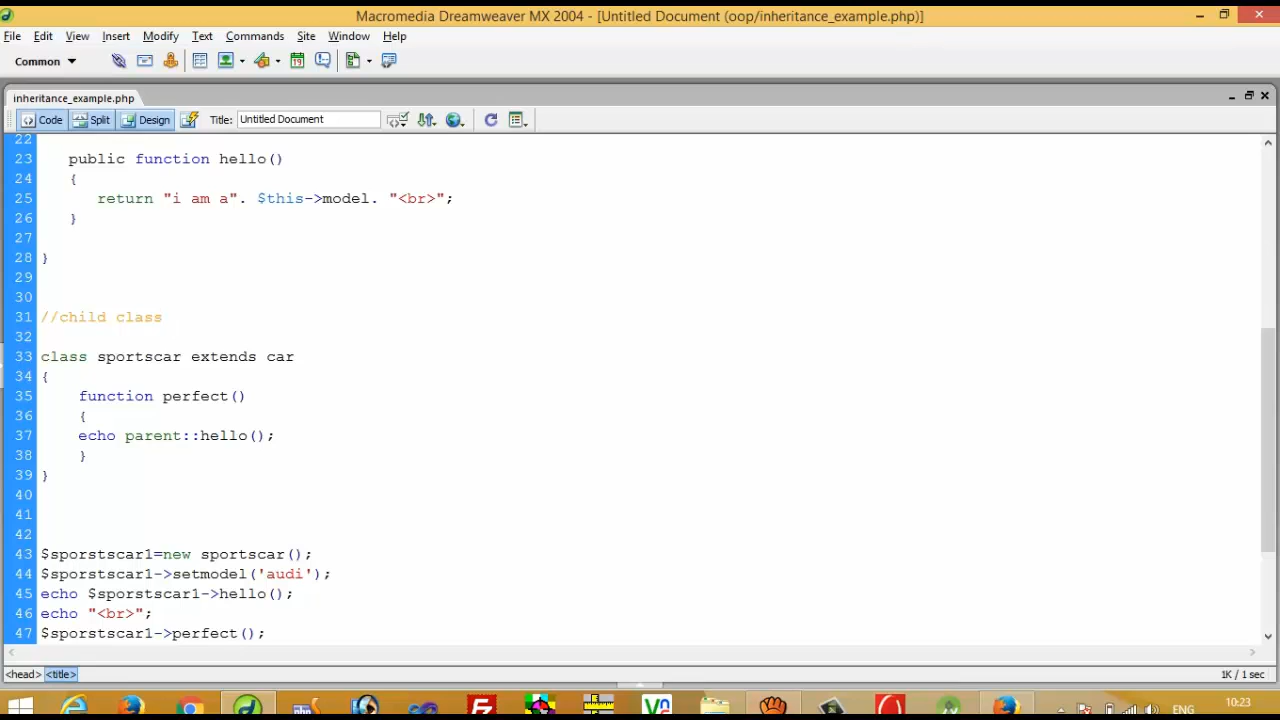 Macromedia Dreamweaver MX 2004 - [Untitled Document (oop/inheritance_example.php)]
File Edit View Insert Modify Text Commands Site Window Help
Common
inheritance_example.php
Code Split Design Title: Untitled Document
22
23 public function hello()
24 {
25 return "i am a". $this->model. "<br>";
26 }
27
28 }
29
30
31 //child class
32
33 class sportscar extends car
34 {
35 function perfect()
36 {
37 echo parent::hello();
38 }
39 }
40
41
42
43 $sporstscar1=new sportscar();
44 $sporstscar1->setmodel('audi');
45 echo $sporstscar1->hello();
46 echo "<br>";
47 $sporstscar1->perfect();
<head> <title> 1K / 1 sec
ENG 10:23